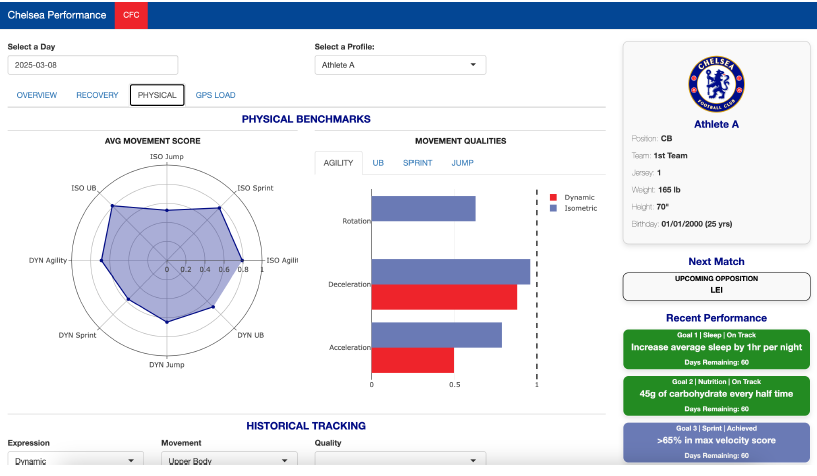 Chelsea Performance CFC
Select a Day
2025-03-08
Select a Profile:
Athlete A
OVERVIEW RECOVERY PHYSICAL GPS LOAD
PHYSICAL BENCHMARKS
AVG MOVEMENT SCORE
ISO Jump
ISO UB
ISO Sprint
DYN Agility
0 0.2 0.4 0.6 0.8 1
ISO Agilit
DYN Sprint
DYN UB
DYN Jump
MOVEMENT QUALITIES
AGILITY UB SPRINT JUMP
Dynamic
Isometric
Rotation
Deceleration
Acceleration
0 0.5 1
CHELSEA
FOOTBALL CLUB
Athlete A
Position: CB
Team: 1st Team
Jersey: 1
Weight: 165 lb
Height: 70"
Birthday: 01/01/2000 (25 yrs)
Next Match
UPCOMING OPPOSITION
LEI
Recent Performance
Goal 1 | Sleep | On Track
Increase average sleep by 1hr per night
Days Remaining: 60
Goal 2 | Nutrition | On Track
45g of carbohydrate every half time
Days Remaining: 60
Goal 3 | Sprint | Achieved
>65% in max velocity score
Days Remaining: 60
HISTORICAL TRACKING
Expression
Dynamic
Movement
Upper Body
Quality